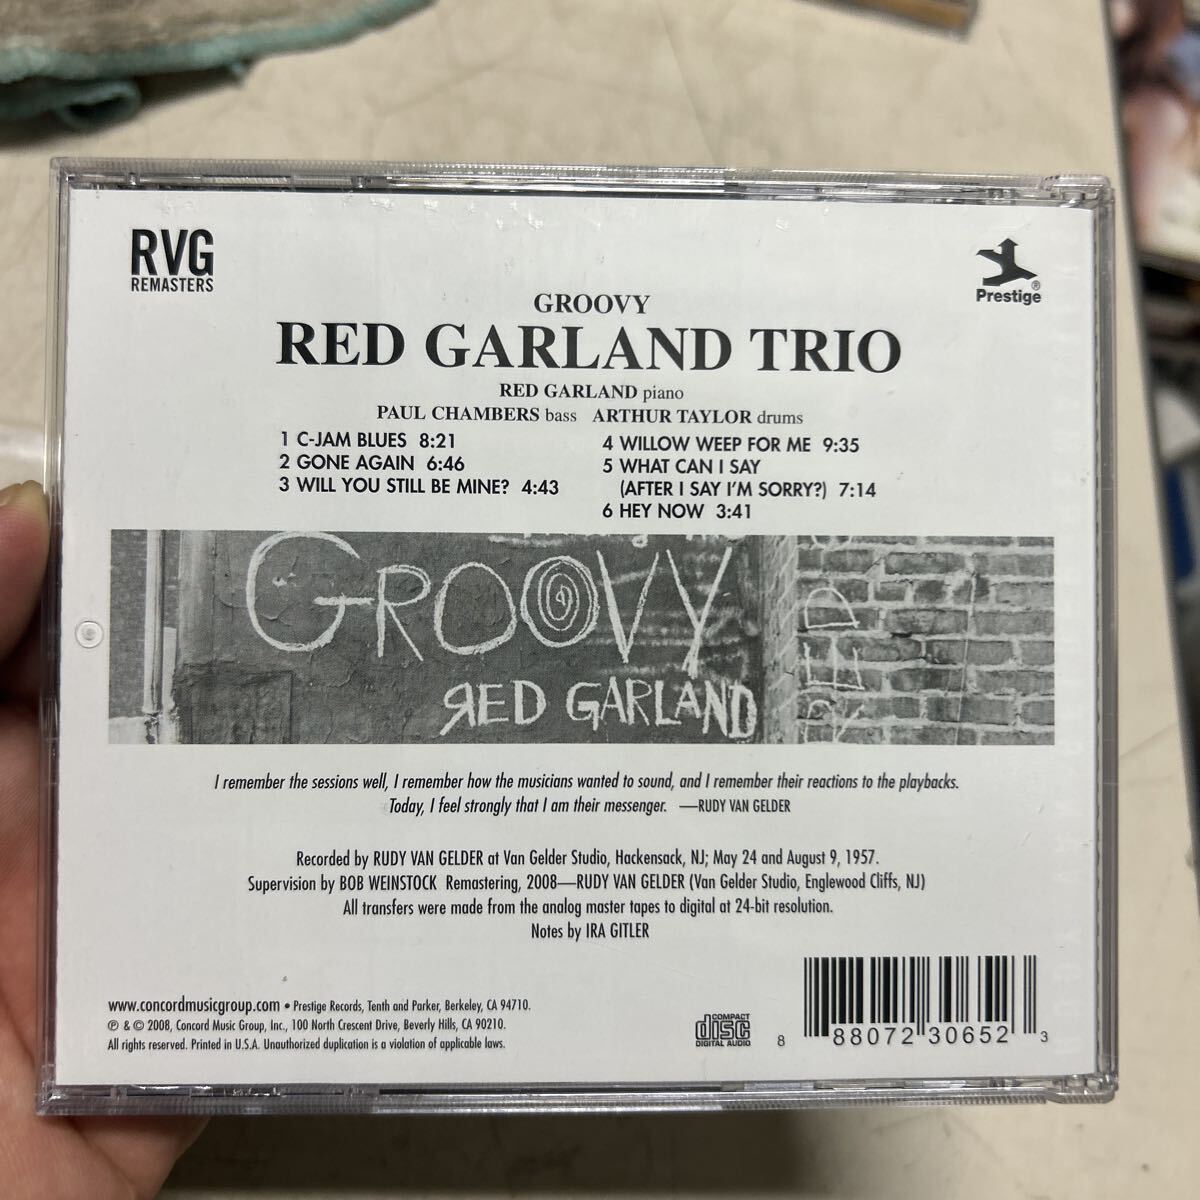 RVG
REMASTERS
Prestige®
GROOVY
RED GARLAND TRIO
RED GARLAND piano
PAUL CHAMBERS bass ARTHUR TAYLOR drums
1 C-JAM BLUES 8:21
2 GONE AGAIN 6:46
3 WILL YOU STILL BE MINE? 4:43
4 WILLOW WEEP FOR ME 9:35
5 WHAT CAN I SAY
(AFTER I SAY I'M SORRY?) 7:14
6 HEY NOW 3:41
GROOVY
RED GARLAND
RED
I remember the sessions well, I remember how the musicians wanted to sound, and I remember their reactions to the playbacks.
Today, I feel strongly that I am their messenger. —RUDY VAN GELDER
Recorded by RUDY VAN GELDER at Van Gelder Studio, Hackensack, NJ; May 24 and August 9, 1957.
Supervision by BOB WEINSTOCK Remastering, 2008—RUDY VAN GELDER (Van Gelder Studio, Englewood Cliffs, NJ)
All transfers were made from the analog master tapes to digital at 24-bit resolution.
Notes by IRA GITLER
www.concordmusicgroup.com • Prestige Records, Tenth and Parker, Berkeley, CA 94710.
℗ & © 2008, Concord Music Group, Inc., 100 North Crescent Drive, Beverly Hills, CA 90210.
All rights reserved. Printed in U.S.A. Unauthorized duplication is a violation of applicable laws.
COMPACT
disc
DIGITAL AUDIO
8 88072 30652 3